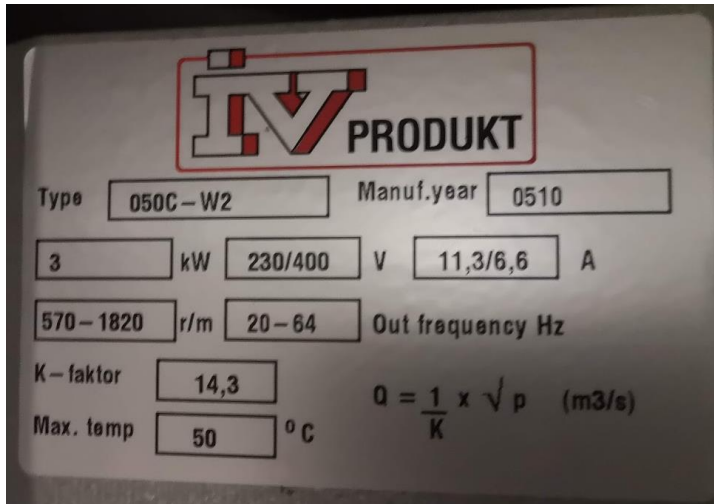 iV PRODUKT
Type 050C-W2 Manuf.year 0510
3 kW 230/400 V 11,3/6,6 A
570-1820 r/m 20-64 Out frequency Hz
K-faktor 14,3
Q = 1/K x √ p (m3/s)
Max. temp 50 °C